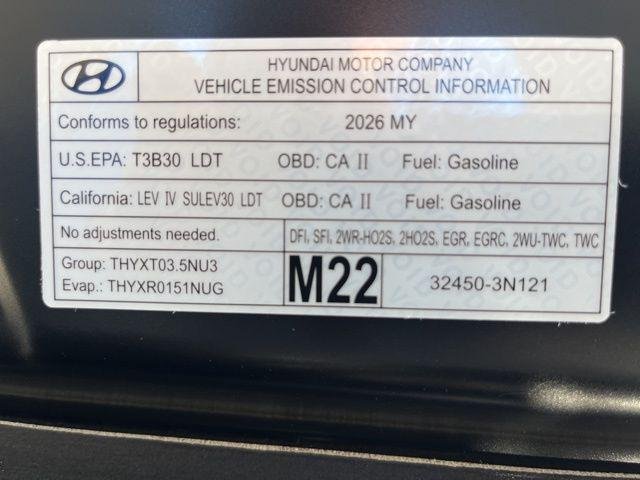 HYUNDAI MOTOR COMPANY
VEHICLE EMISSION CONTROL INFORMATION
Conforms to regulations: 2026 MY
U.S.EPA: T3B30 LDT OBD: CA II Fuel: Gasoline
California: LEV IV SULEV30 LDT OBD: CA II Fuel: Gasoline
No adjustments needed. DFI, SFI, 2WR-HO2S, 2HO2S, EGR, EGRC, 2WU-TWC, TWC
Group: THYXT03.5NU3
Evap.: THYXR0151NUG
M22
32450-3N121